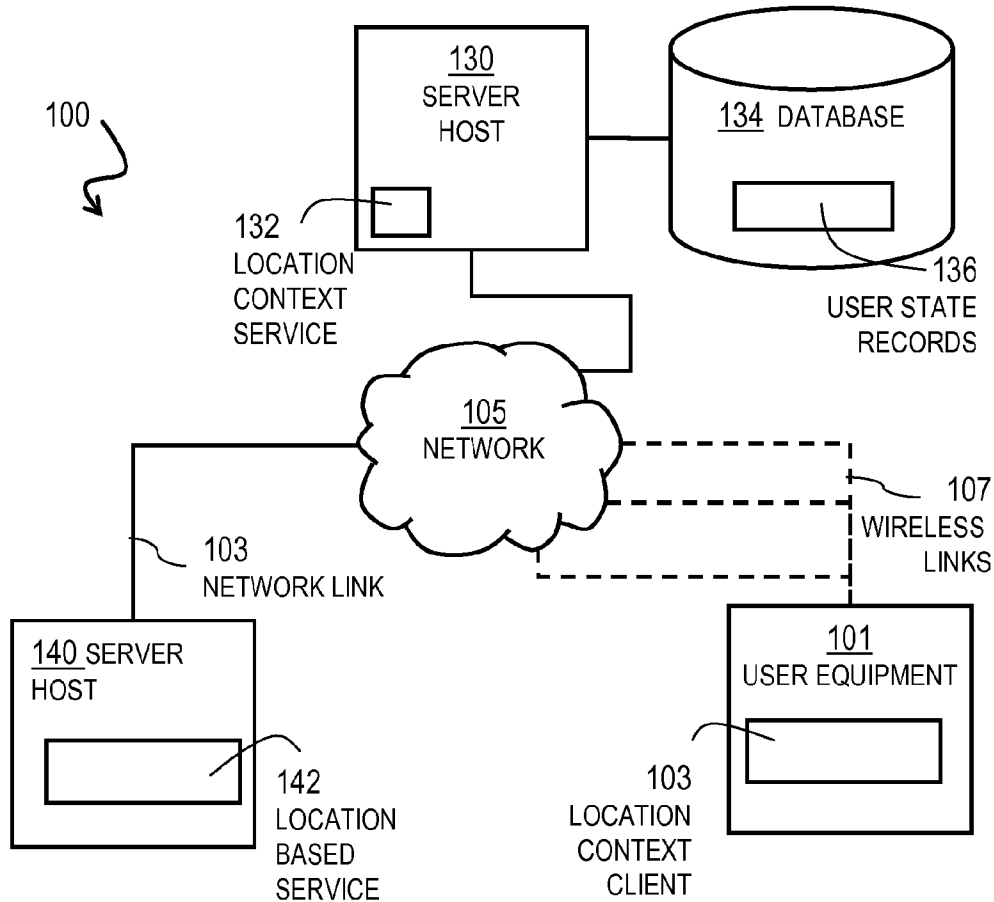 100
130
SERVER
HOST
134 DATABASE
132
LOCATION
CONTEXT
SERVICE
136
USER STATE
RECORDS
105
NETWORK
107
WIRELESS
LINKS
103
NETWORK LINK
140 SERVER
HOST
101
USER EQUIPMENT
142
LOCATION
BASED
SERVICE
103
LOCATION
CONTEXT
CLIENT